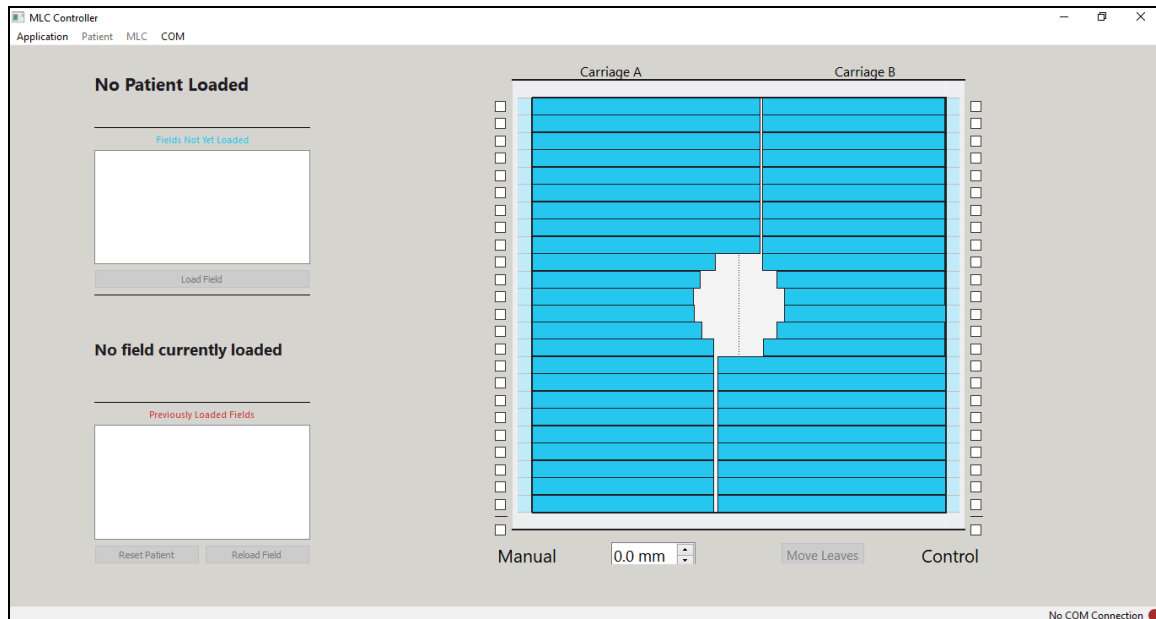 MLC Controller
Application Patient MLC COM
No Patient Loaded
Fields Not Yet Loaded
Load Field
No field currently loaded
Previously Loaded Fields
Reset Patient Reload Field
Carriage A Carriage B
Manual 0.0 mm Move Leaves Control
No COM Connection